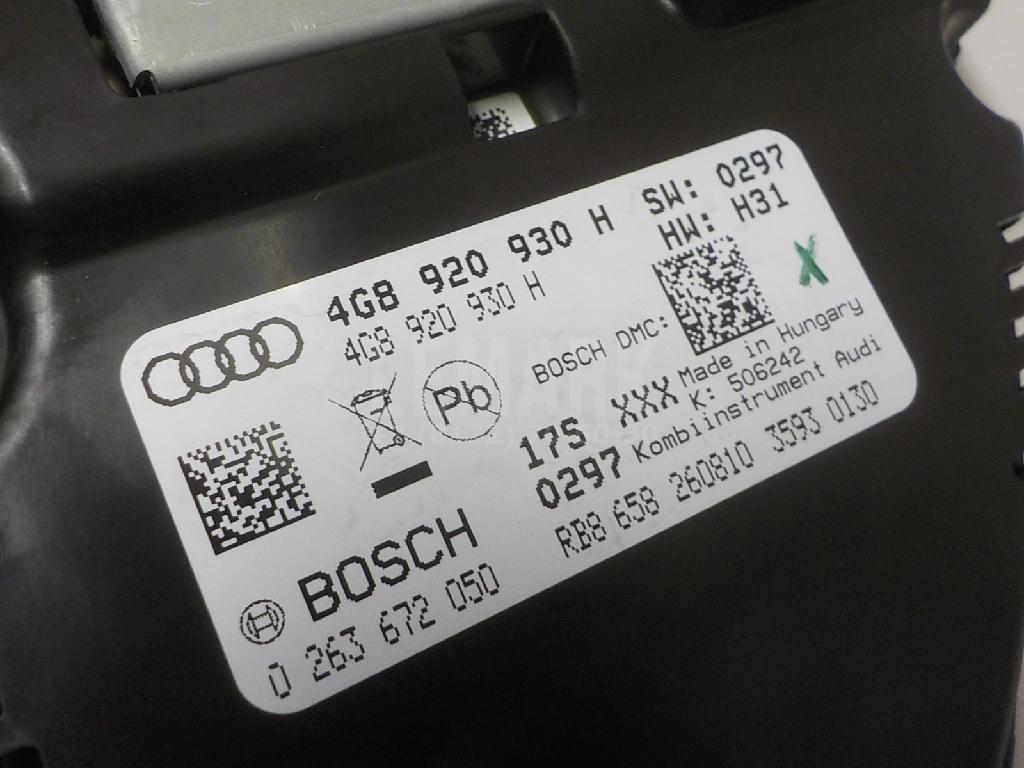 4G8 920 930 H SW: 0297
4G8 920 930 H HW: H31
BOSCH DMC:
Pb
175 XXX Made in Hungary
K: 506242
0297 Kombiinstrument Audi
RB8 658 260810 3593 0130
BOSCH
0 263 672 050